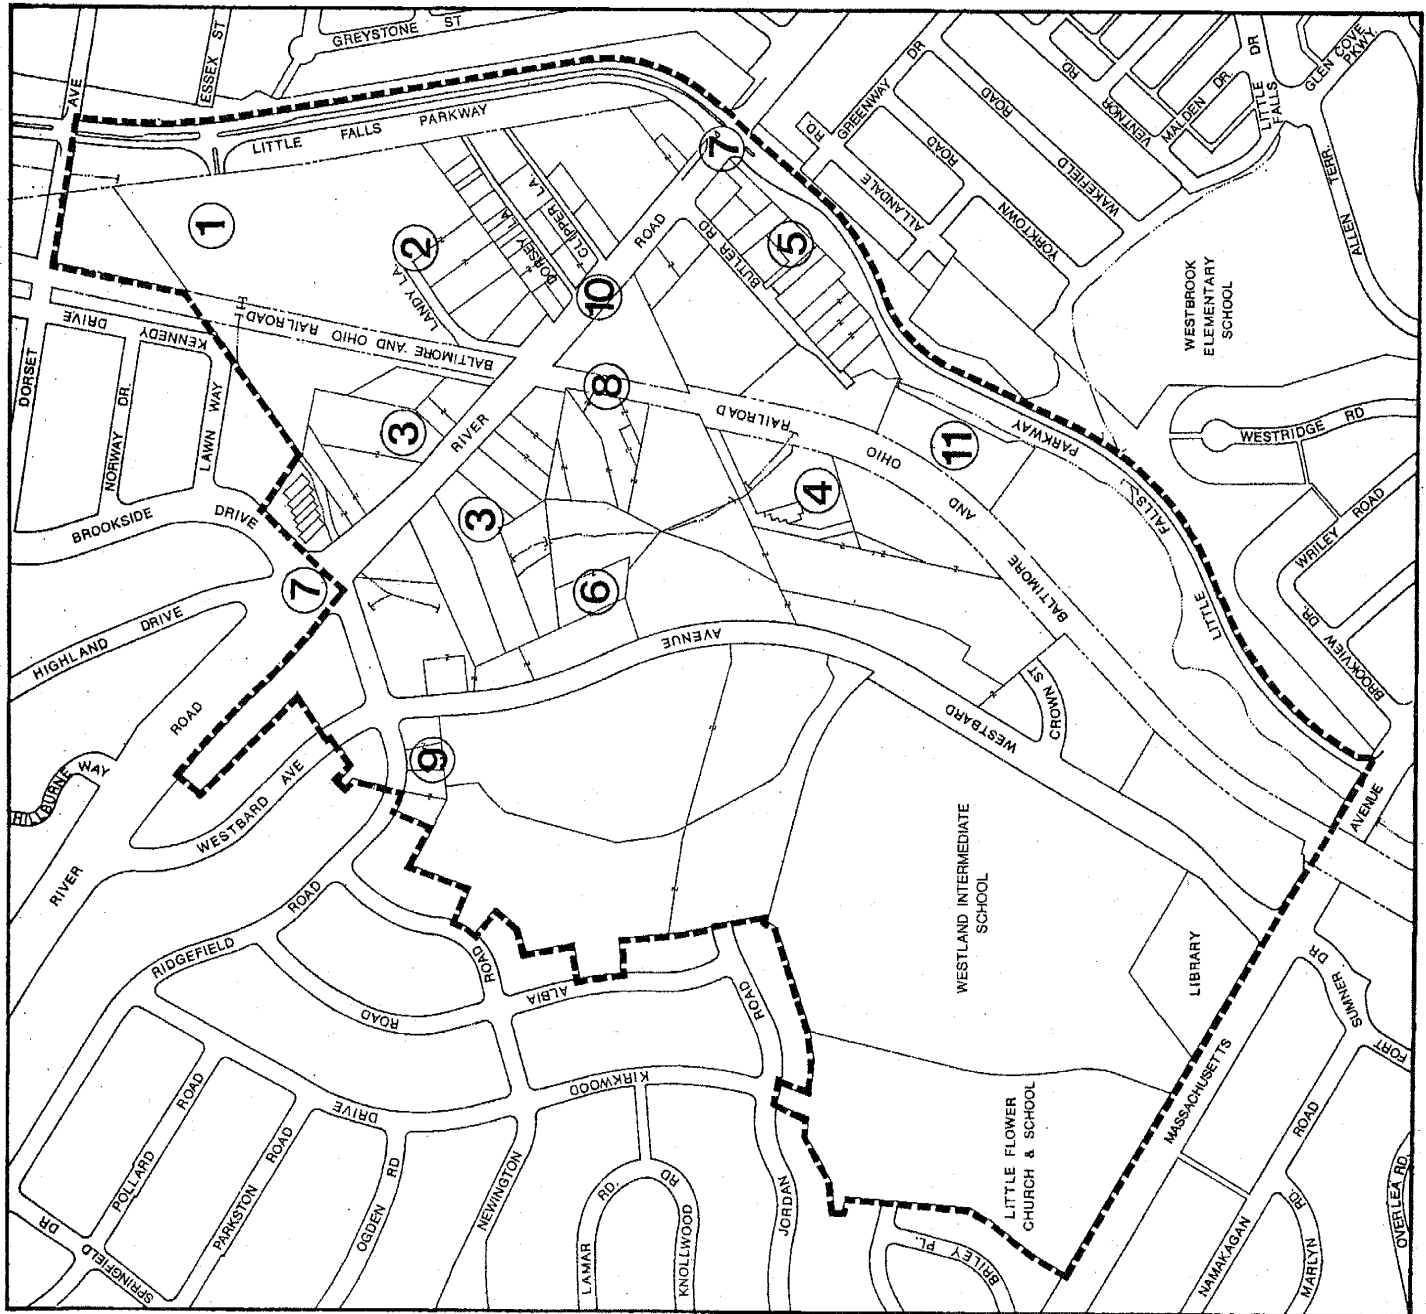 GREYSTONE ST
ESSEX ST
AVE
DORSET
LITTLE FALLS PARKWAY
GREENWAY DR
RD
ALLANDALE
YORKTOWN ROAD
WAKEFIELD ROAD
RD
VENTNOR
MALDEN DR
LITTLE FALLS
DR
GLEN COVE PKWY.
ALLEN TERR.
1
2
LANDY LA.
DORSEY LA
CLIPPER LA
7
ROAD
BUTLER RD
5
10
BALTIMORE AND OHIO RAILROAD
KENNEDY DRIVE
NORWAY DR.
LAWN WAY
BROOKSIDE DRIVE
3
RIVER
8
3
RAILROAD
OHIO
AND
BALTIMORE
11
4
6
PARKWAY
FALLS
LITTLE
WESTBROOK
ELEMENTARY
SCHOOL
WESTRIDGE RD
WRILEY ROAD
BROOKVIEW DR.
HIGHLAND DRIVE
7
HILLBURNE WAY
ROAD
RIVER
WESTBARD AVE
9
AVENUE
WESTBARD
CROWN ST
AVENUE
MASSACHUSETTS
RIDGEFIELD ROAD
ROAD
ROAD
ALBIA
ROAD
WESTLAND INTERMEDIATE
SCHOOL
LIBRARY
SUMNER DR
FORT
KIRKWOOD
DRIVE
POLLARD ROAD
PARKSTON ROAD
OGDEN RD
NEWINGTON
SPRINGFIELD DR
LAMAR RD.
KNOLLWOOD RD
JORDAN
LITTLE FLOWER
CHURCH & SCHOOL
BRILEY PL.
NAMAKAGAN ROAD
MARLYN RD
OVERLEA RD.